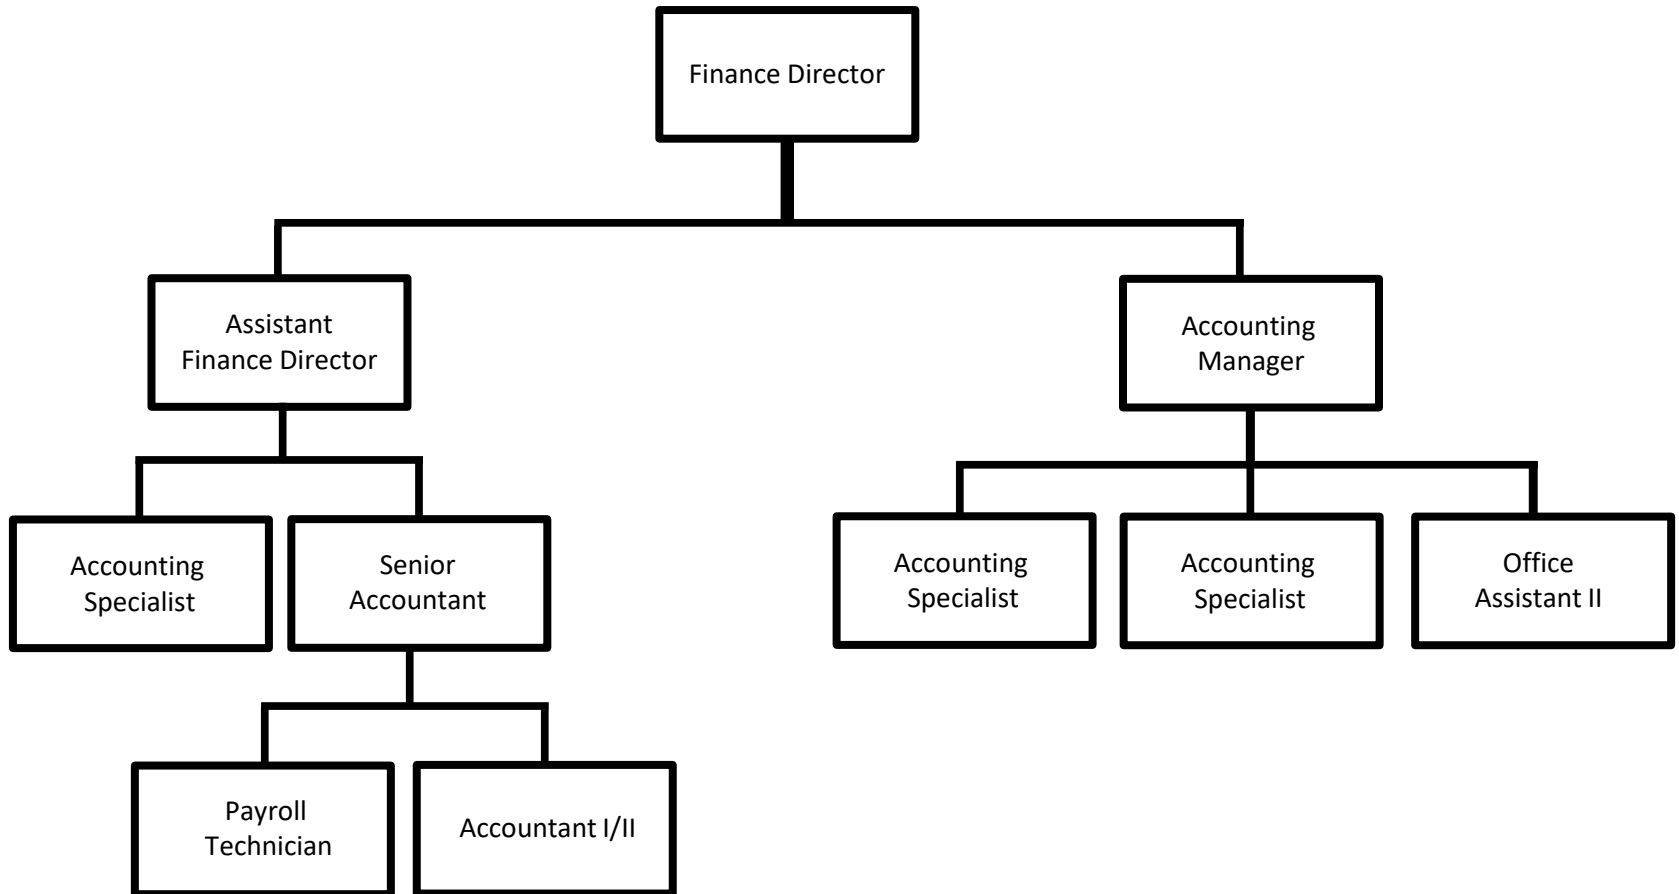 Finance Director
Assistant
Finance Director
Accounting
Manager
Accounting
Specialist
Senior
Accountant
Accounting
Specialist
Accounting
Specialist
Office
Assistant II
Payroll
Technician
Accountant I/II